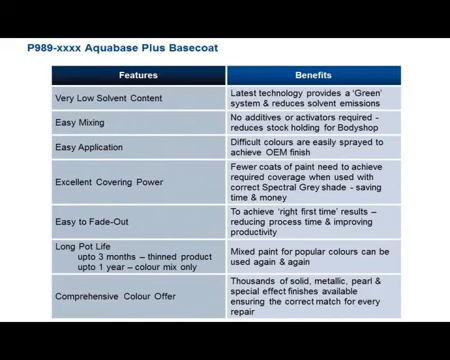 P989-xxxx Aquabase Plus Basecoat
Features
Benefits
Very Low Solvent Content
Latest technology provides a ‘Green’
system & reduces solvent emissions
Easy Mixing
No additives or activators required -
reduces stock holding for Bodyshop
Easy Application
Difficult colours are easily sprayed to
achieve OEM finish
Excellent Covering Power
Fewer coats of paint need to achieve
required coverage when used with
correct Spectral Grey shade - saving
time & money
Easy to Fade-Out
To achieve ‘right first time’ results –
reducing process time & improving
productivity
Long Pot Life
upto 3 months – thinned product
upto 1 year – colour mix only
Mixed paint for popular colours can be
used again & again
Comprehensive Colour Offer
Thousands of solid, metallic, pearl &
special effect finishes available
ensuring the correct match for every
repair